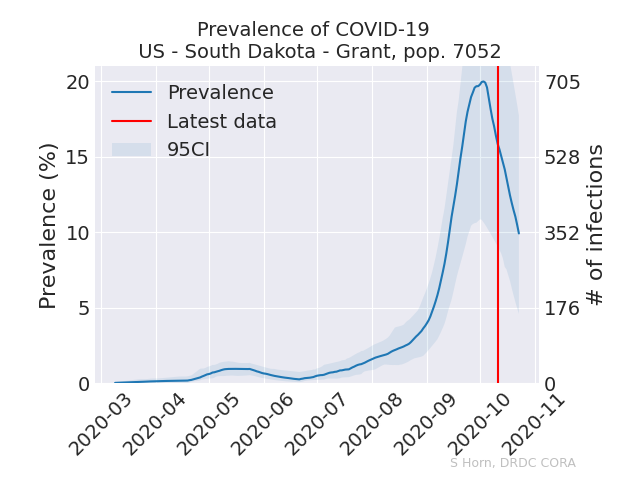 Prevalence of COVID-19
US - South Dakota - Grant, pop. 7052
Prevalence
Latest data
95CI
Prevalence (%)
20
15
10
5
0
705
528
352
176
0
# of infections
2020-03
2020-04
2020-05
2020-06
2020-07
2020-08
2020-09
2020-10
2020-11
S Horn, DRDC CORA